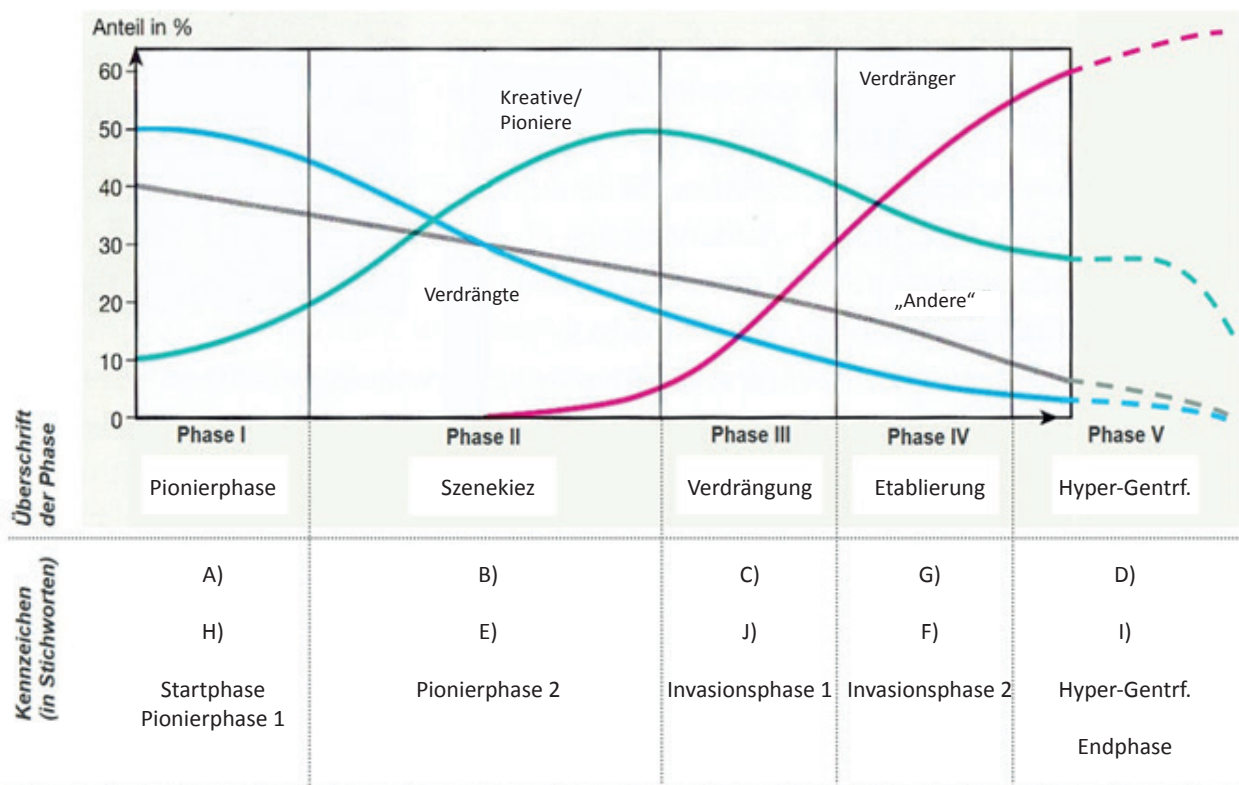 Anteil in %
60
50
40
30
20
10
0
Kreative/
Pioniere
Verdränger
Verdrängte
„Andere“
Phase I
Phase II
Phase III
Phase IV
Phase V
Überschrift
der Phase
Pionierphase
Szenekiez
Verdrängung
Etablierung
Hyper-Gentrf.
Kennzeichen
(in Stichworten)
A)
B)
C)
G)
D)
H)
E)
J)
F)
I)
Startphase
Pionierphase 1
Pionierphase 2
Invasionsphase 1
Invasionsphase 2
Hyper-Gentrf.
Endphase